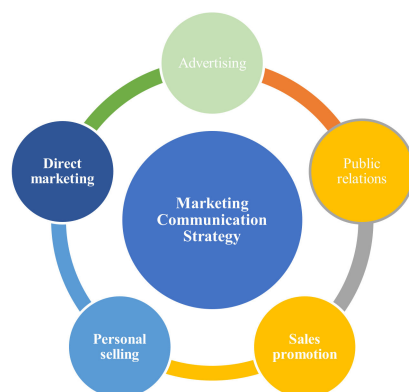 Advertising
Public
relations
Sales
promotion
Personal
selling
Direct
marketing
Marketing
Communication
Strategy